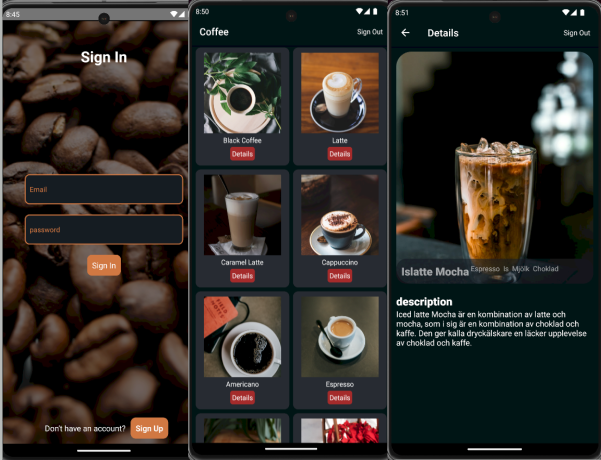 8:45
Sign In
Email
password
Sign In
Don't have an account? Sign Up
8:50
Coffee Sign Out
Black Coffee
Details
Latte
Details
Caramel Latte
Details
Cappuccino
Details
Americano
Details
Espresso
Details
8:51
Details Sign Out
Islatte Mocha Espresso Is Mjölk Choklad
description
Iced latte Mocha är en kombination av latte och
mocha, som i sig är en kombination av choklad och
kaffe. Den ger kalla dryckälskare en läcker upplevelse
av choklad och kaffe.